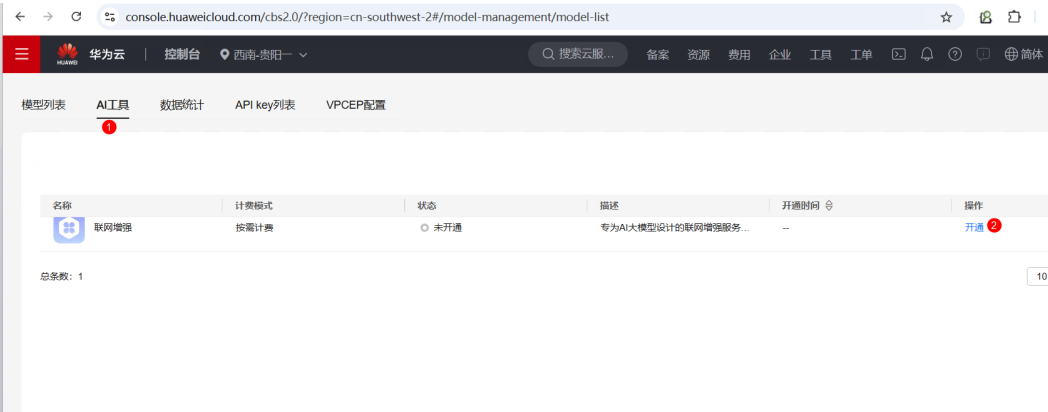 console.huaweicloud.com/cbs2.0/?region=cn-southwest-2#/model-management/model-list
HUAWEI 华为云 | 控制台 西南-贵阳一 搜索云服... 备案 资源 费用 企业 工具 工单 简体
模型列表 AI工具 数据统计 API key列表 VPCEP配置
1
名称 计费模式 状态 描述 开通时间 操作
联网增强 按需计费 未开通 专为AI大模型设计的联网增强服务... -- 开通 2
总条数：1 10